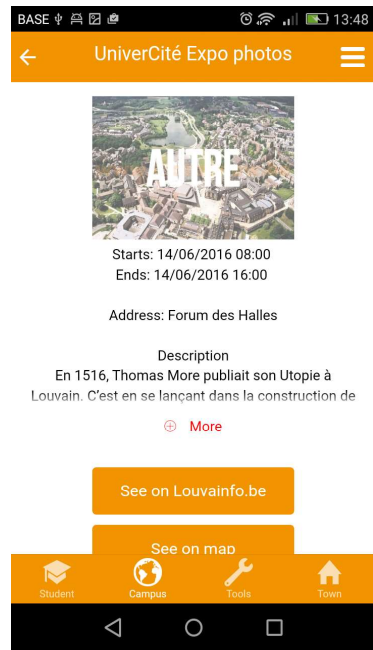 BASE 13:48
UniverCité Expo photos
AUTRE
Starts: 14/06/2016 08:00
Ends: 14/06/2016 16:00
Address: Forum des Halles
Description
En 1516, Thomas More publiait son Utopie à
Louvain. C’est en se lançant dans la construction de
More
See on Louvainfo.be
See on map
Student Campus Tools Town